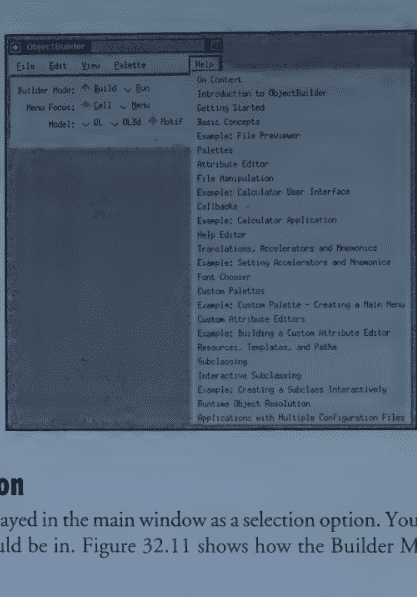 ObjectBuilder
File Edit View Palette Help
Builder Mode: Build Run
Menu Focus: Cell Menu
Model: OL OL3d Motif
On Context
Introduction to ObjectBuilder
Getting Started
Basic Concepts
Example: File Previewer
Palettes
Attribute Editor
File Manipulation
Example: Calculator User Interface
Callbacks
Example: Calculator Application
Help Editor
Translations, Accelerators and Mnemonics
Example: Setting Accelerators and Mnemonics
Font Chooser
Custom Palettes
Example: Custom Palette - Creating a Main Menu
Custom Attribute Editors
Example: Building a Custom Attribute Editor
Resources, Templates, and Paths
Subclassing
Interactive Subclassing
Example: Creating a Subclass Interactively
Runtime Object Resolution
Applications with Multiple Configuration Files
on
ayed in the main window as a selection option. You
uld be in. Figure 32.11 shows how the Builder M